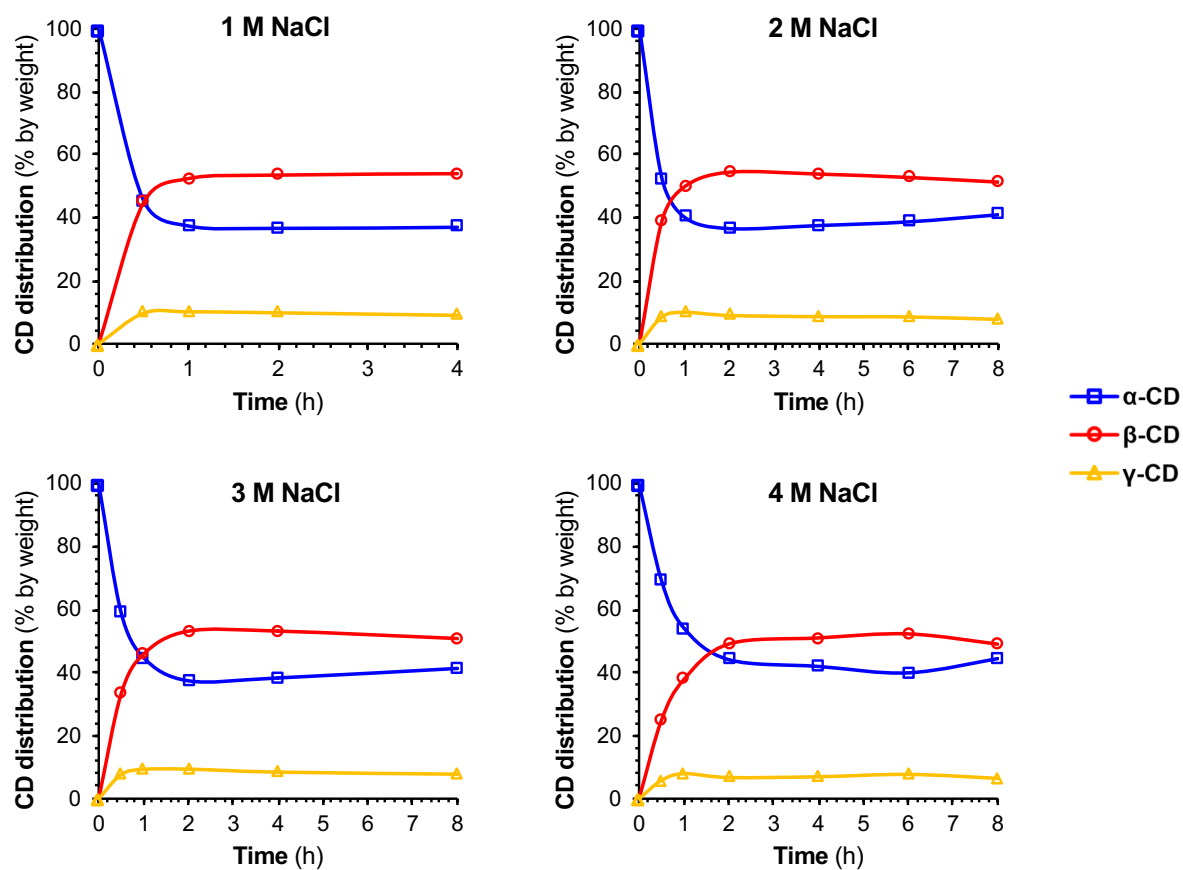 1 M NaCl
CD distribution (% by weight)
100
80
60
40
20
0
0 1 1 2 2 3 3 4 4
Time (h)
2 M NaCl
CD distribution (% by weight)
100
80
60
40
20
0
0 1 2 3 4 5 6 7 8
Time (h)
α-CD
β-CD
γ-CD
3 M NaCl
CD distribution (% by weight)
100
80
60
40
20
0
0 1 2 3 4 5 6 7 8
Time (h)
4 M NaCl
CD distribution (% by weight)
100
80
60
40
20
0
0 1 2 3 4 5 6 7 8
Time (h)